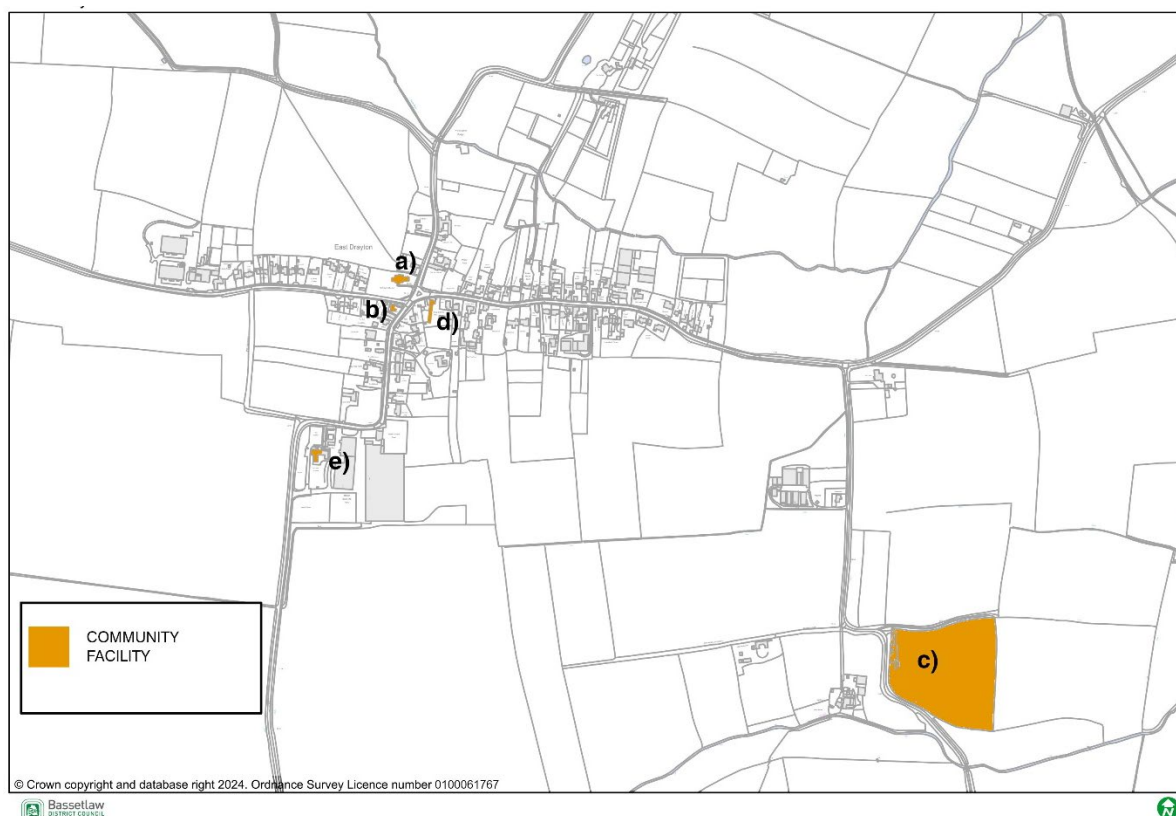 East Drayton
a)
b)
d)
e)
c)
COMMUNITY
FACILITY
© Crown copyright and database right 2024. Ordnance Survey Licence number 0100061767
Bassetlaw
DISTRICT COUNCIL
N